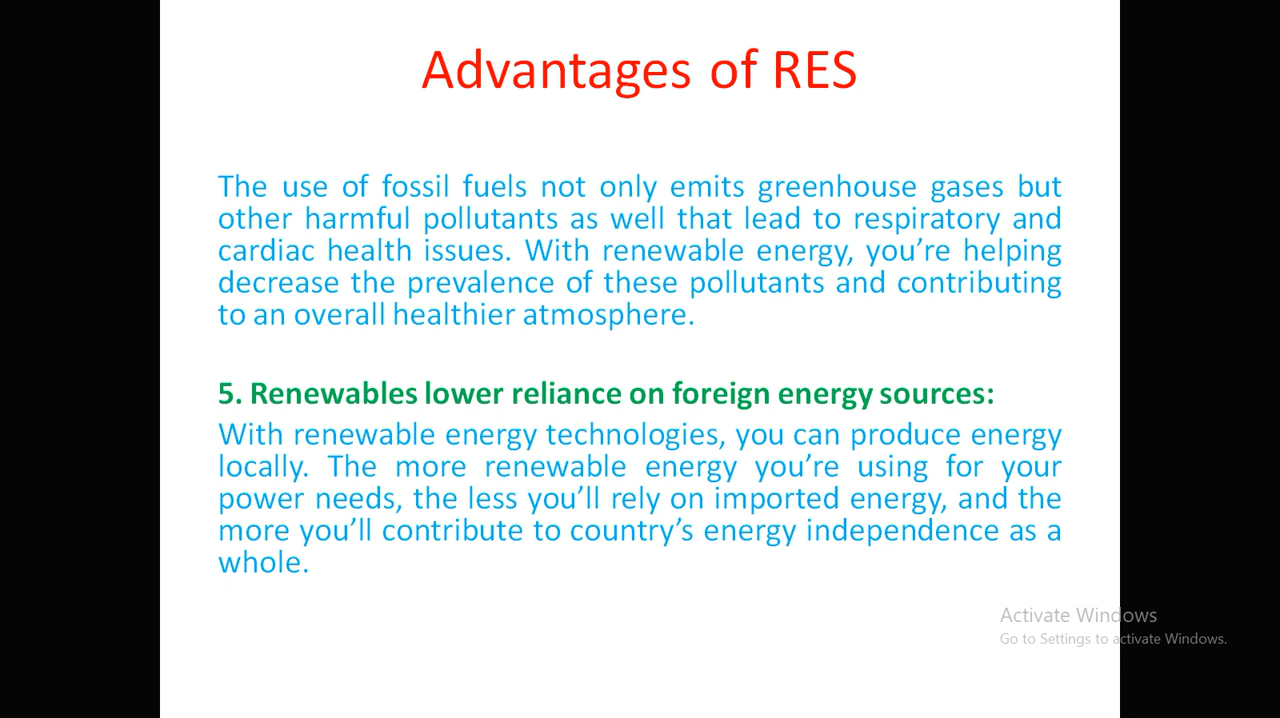 Advantages of RES
The use of fossil fuels not only emits greenhouse gases but
other harmful pollutants as well that lead to respiratory and
cardiac health issues. With renewable energy, you’re helping
decrease the prevalence of these pollutants and contributing
to an overall healthier atmosphere.
5. Renewables lower reliance on foreign energy sources:
With renewable energy technologies, you can produce energy
locally. The more renewable energy you’re using for your
power needs, the less you’ll rely on imported energy, and the
more you’ll contribute to country’s energy independence as a
whole.
Activate Windows
Go to Settings to activate Windows.